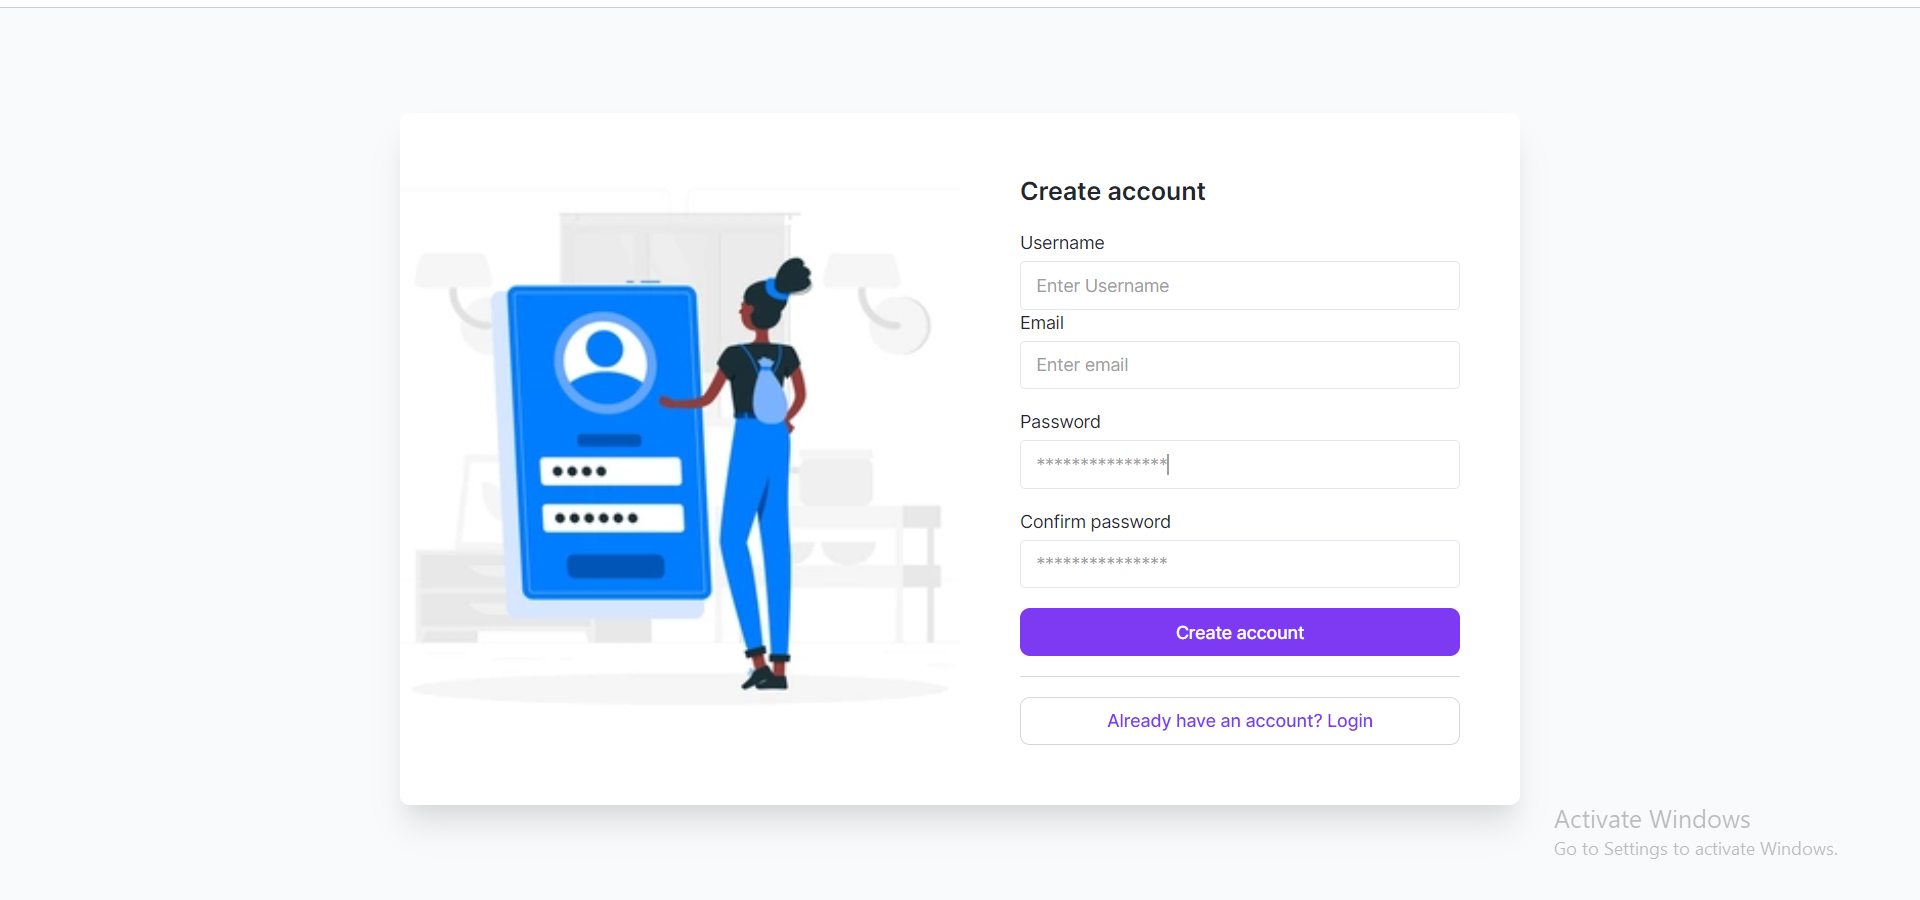 Create account
Username
Enter Username
Email
Enter email
Password
***************
Confirm password
***************
Create account
Already have an account? Login
Activate Windows
Go to Settings to activate Windows.